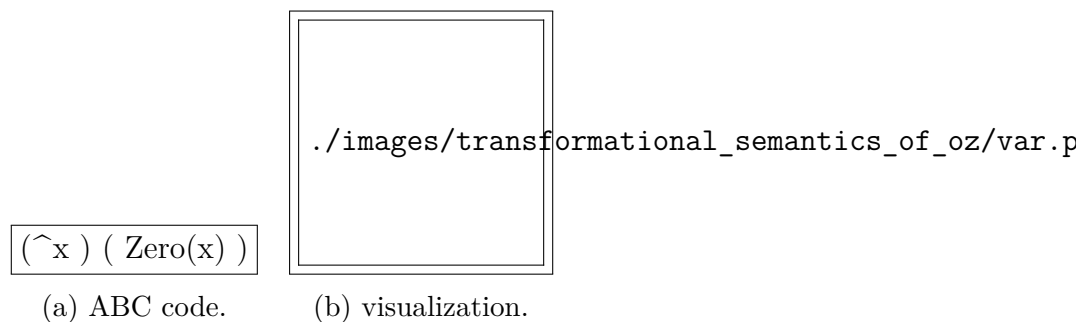 ./images/transformational_semantics_of_oz/var.p
(^x ) ( Zero(x) )
(a) ABC code.
(b) visualization.